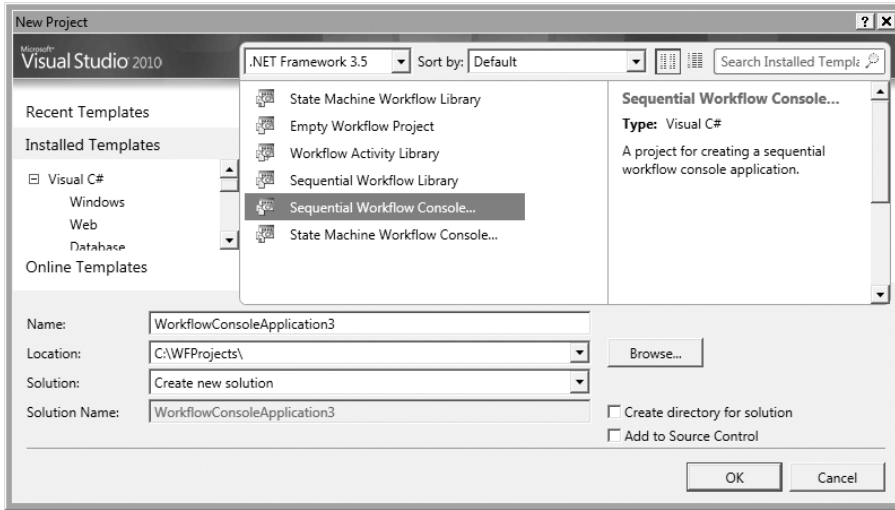 New Project
Microsoft
Visual Studio 2010
.NET Framework 3.5 Sort by: Default Search Installed Templa
Recent Templates
Installed Templates
Visual C#
Windows
Web
Database
Online Templates
State Machine Workflow Library
Empty Workflow Project
Workflow Activity Library
Sequential Workflow Library
Sequential Workflow Console...
State Machine Workflow Console...
Sequential Workflow Console...
Type: Visual C#
A project for creating a sequential
workflow console application.
Name: WorkflowConsoleApplication3
Location: C:\WFProjects\ Browse...
Solution: Create new solution
Solution Name: WorkflowConsoleApplication3
Create directory for solution
Add to Source Control
OK Cancel